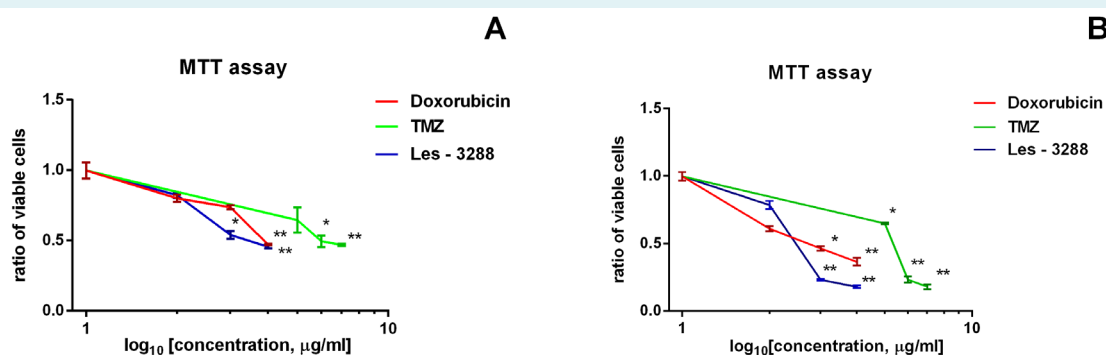 A
MTT assay
Doxorubicin
TMZ
Les - 3288
ratio of viable cells
1.5
1.0
0.5
0.0
*
**
**
*
**
1
10
log10 [concentration, μg/ml]
B
MTT assay
Doxorubicin
TMZ
Les - 3288
ratio of viable cells
1.5
1.0
0.5
0.0
*
*
**
**
**
**
**
1
10
log10 [concentration, μg/ml]